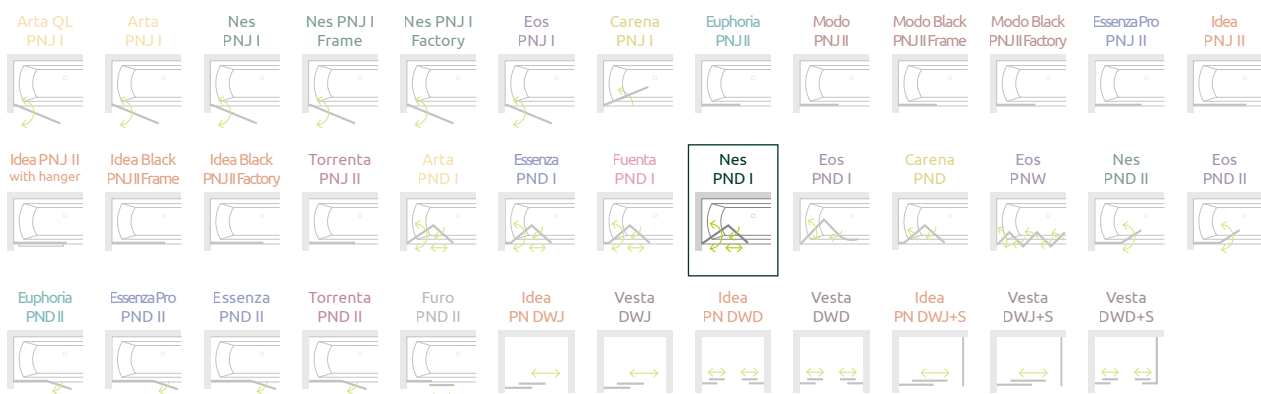 Arta QL Arta Nes Nes PNJ I Nes PNJ I Eos Carena Euphoria Modo Modo Black Modo Black Essenza Pro Idea
PNJ I PNJ I PNJ I Frame Factory PNJ I PNJ I PNJ II PNJ II PNJ II Frame PNJ II Factory PNJ II PNJ II
Idea PNJ II Idea Black Idea Black Torrenta Arta Essenza Fuenta Nes Eos Carena Eos Nes Eos
with hanger PNJ II Frame PNJ II Factory PNJ II PND I PND I PND I PND I PND I PND PNW PND II PND II
Euphoria Essenza Pro Essenza Torrenta Furo Idea Vesta Idea Vesta Idea Vesta Vesta
PND II PND II PND II PND II PND II PN DWJ DWJ PN DWD DWD PN DWJ+S DWJ+S DWD+S